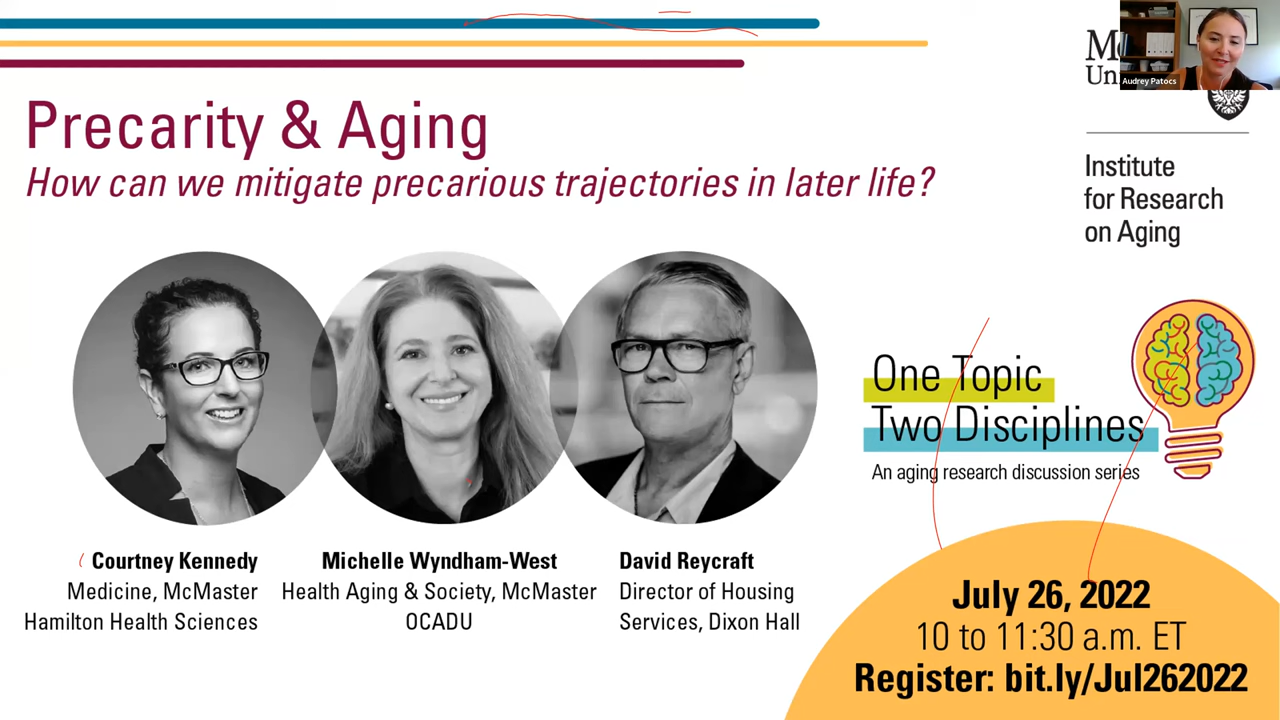 Precarity & Aging
How can we mitigate precarious trajectories in later life?
Audrey Patocs
Institute
for Research
on Aging
One Topic
Two Disciplines
An aging research discussion series
Courtney Kennedy
Medicine, McMaster
Hamilton Health Sciences
Michelle Wyndham-West
Health Aging & Society, McMaster
OCADU
David Reycraft
Director of Housing
Services, Dixon Hall
July 26, 2022
10 to 11:30 a.m. ET
Register: bit.ly/Jul262022